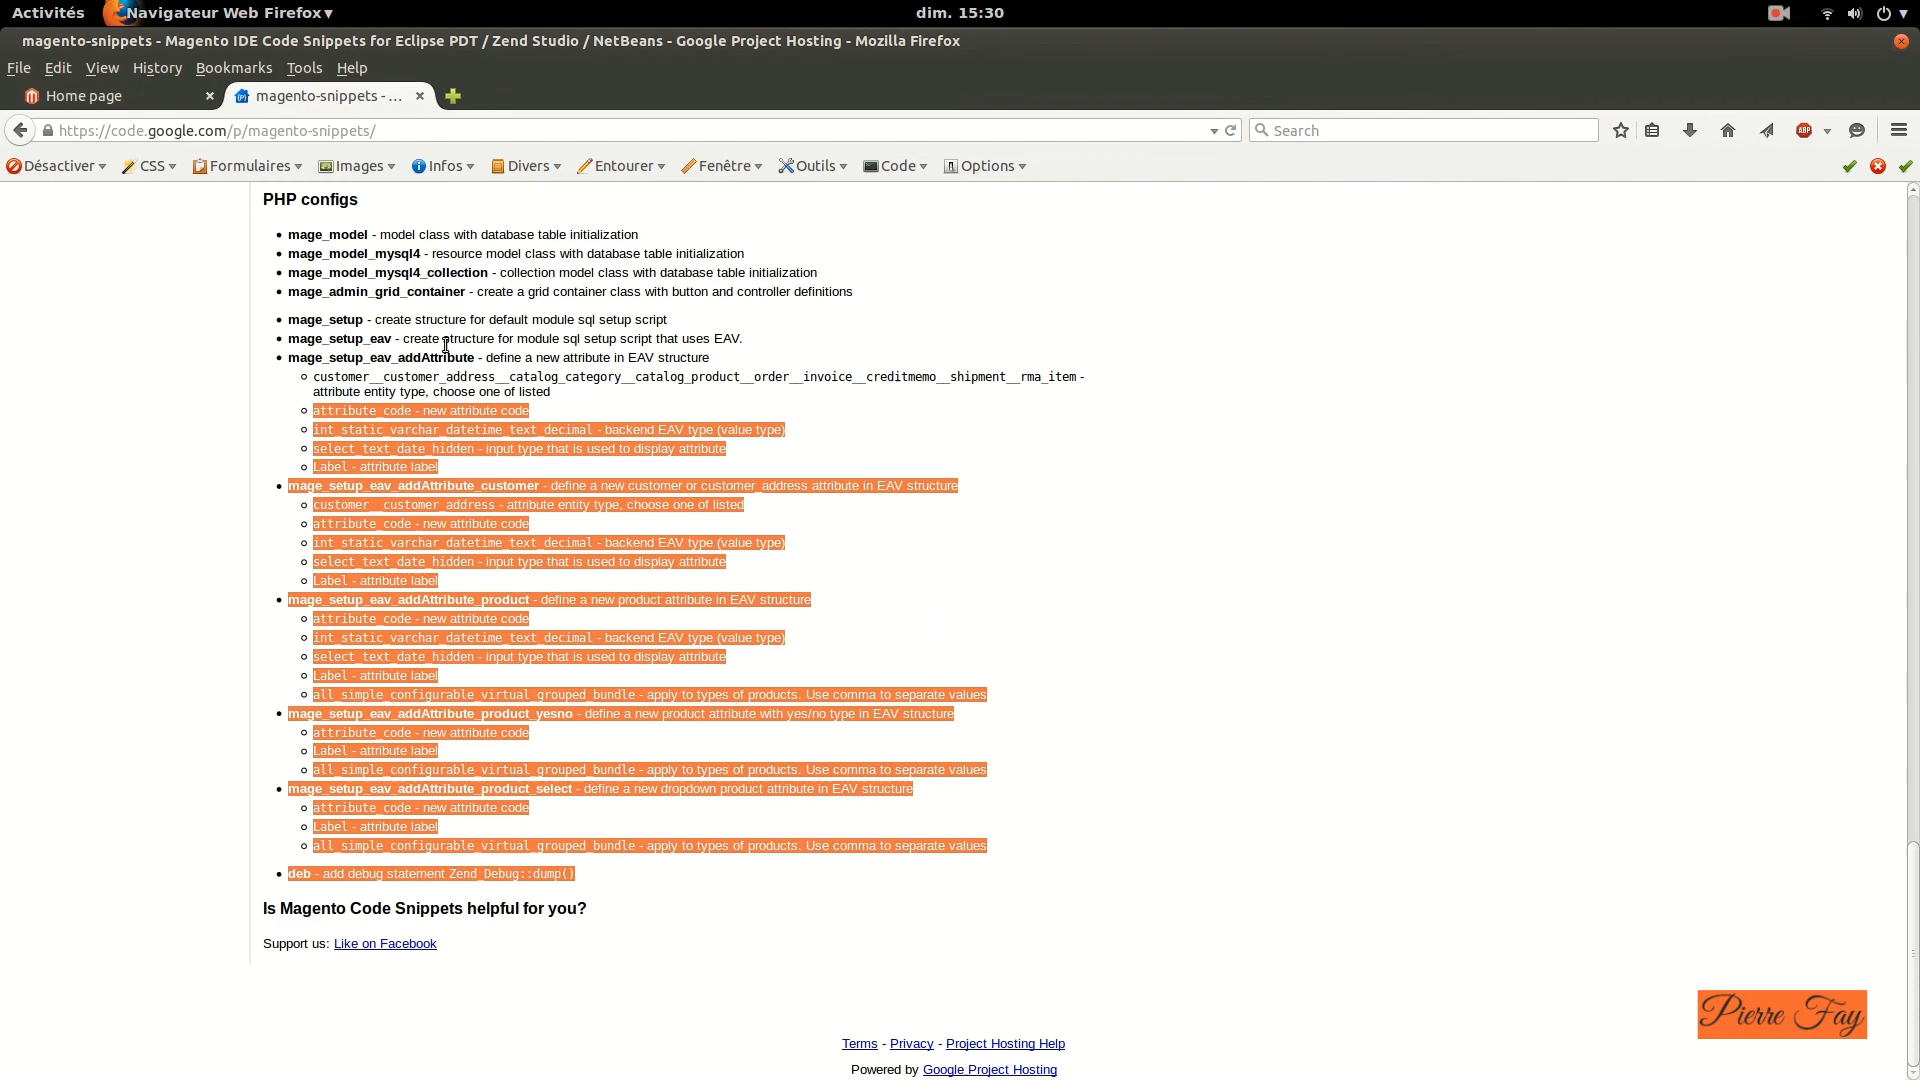 Activités Navigateur Web Firefox dim. 15:30
magento-snippets - Magento IDE Code Snippets for Eclipse PDT / Zend Studio / NetBeans - Google Project Hosting - Mozilla Firefox
File Edit View History Bookmarks Tools Help
Home page magento-snippets - ...
https://code.google.com/p/magento-snippets/ Search ABP
Désactiver CSS Formulaires Images Infos Divers Entourer Fenêtre Outils Code Options
PHP configs
• mage_model - model class with database table initialization
• mage_model_mysql4 - resource model class with database table initialization
• mage_model_mysql4_collection - collection model class with database table initialization
• mage_admin_grid_container - create a grid container class with button and controller definitions
• mage_setup - create structure for default module sql setup script
• mage_setup_eav - create structure for module sql setup script that uses EAV.
• mage_setup_eav_addAttribute - define a new attribute in EAV structure
customer__customer_address__catalog_category__catalog_product__order__invoice__creditmemo__shipment__rma_item -
attribute entity type, choose one of listed
attribute_code - new attribute code
int_static_varchar_datetime_text_decimal - backend EAV type (value type)
select_text_date_hidden - input type that is used to display attribute
Label - attribute label
• mage_setup_eav_addAttribute_customer - define a new customer or customer_address attribute in EAV structure
customer__customer_address - attribute entity type, choose one of listed
attribute_code - new attribute code
int_static_varchar_datetime_text_decimal - backend EAV type (value type)
select_text_date_hidden - input type that is used to display attribute
Label - attribute label
• mage_setup_eav_addAttribute_product - define a new product attribute in EAV structure
attribute_code - new attribute code
int_static_varchar_datetime_text_decimal - backend EAV type (value type)
select_text_date_hidden - input type that is used to display attribute
Label - attribute label
all_simple_configurable_virtual_grouped_bundle - apply to types of products. Use comma to separate values
• mage_setup_eav_addAttribute_product_yesno - define a new product attribute with yes/no type in EAV structure
attribute_code - new attribute code
Label - attribute label
all_simple_configurable_virtual_grouped_bundle - apply to types of products. Use comma to separate values
• mage_setup_eav_addAttribute_product_select - define a new dropdown product attribute in EAV structure
attribute_code - new attribute code
Label - attribute label
all_simple_configurable_virtual_grouped_bundle - apply to types of products. Use comma to separate values
• deb - add debug statement Zend_Debug::dump()
Is Magento Code Snippets helpful for you?
Support us: Like on Facebook
Pierre Fay
Terms - Privacy - Project Hosting Help
Powered by Google Project Hosting